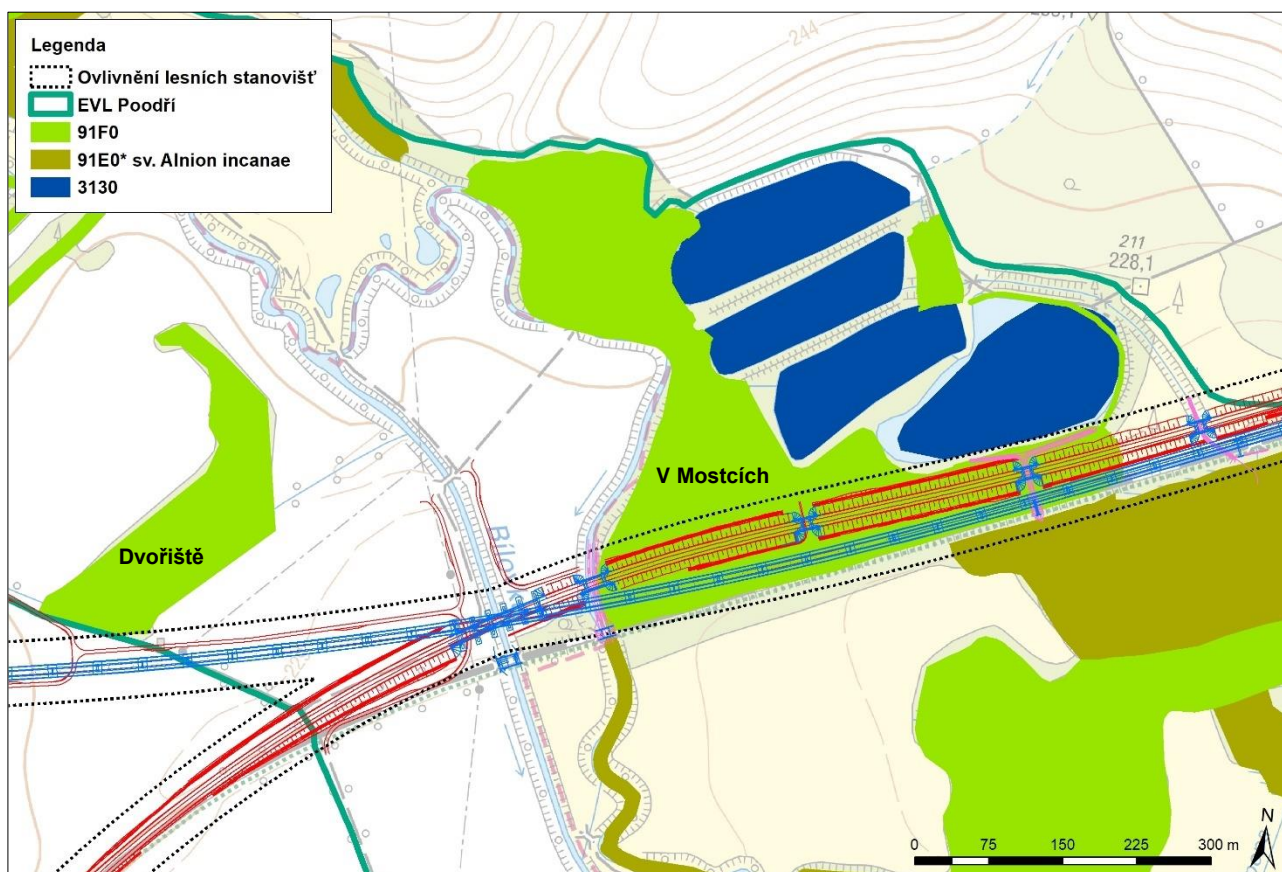 Legenda
Ovlivnění lesních stanovišť
EVL Poodří
91F0
91E0* sv. Alnion incanae
3130
244
211
228,1
V Mostcích
Dvořiště
N
0 75 150 225 300 m